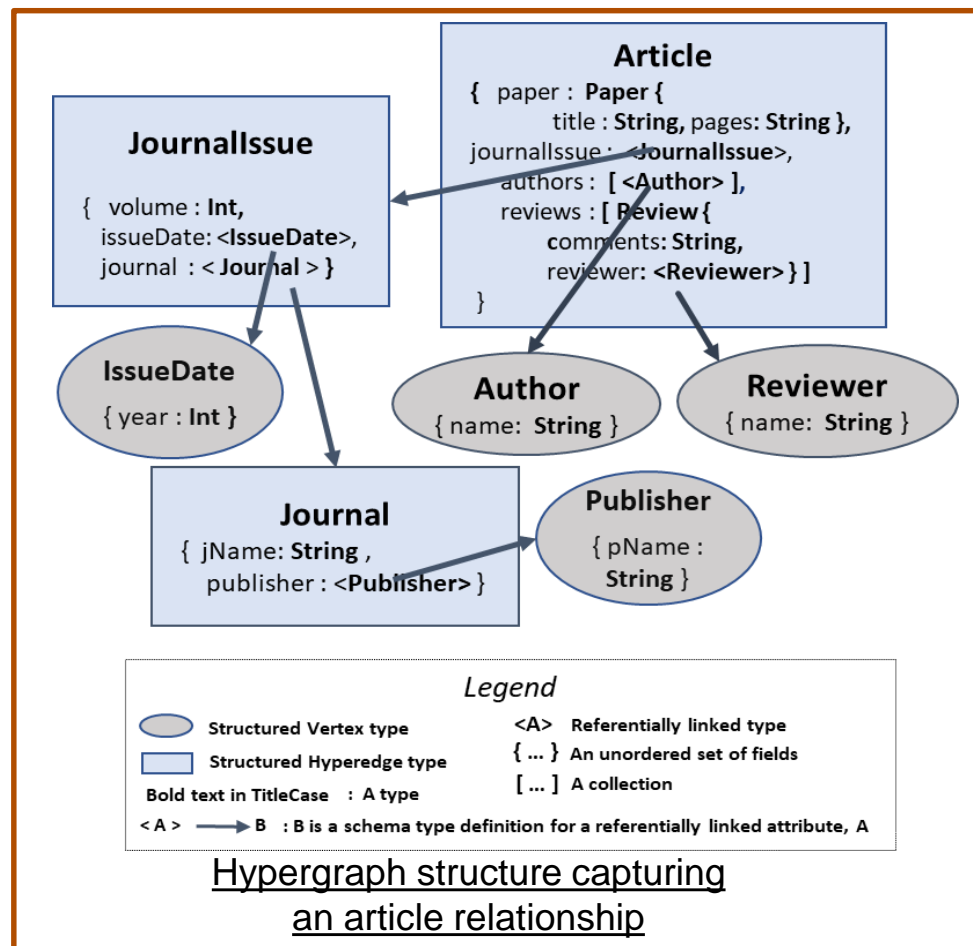 Article
{ paper : Paper {
title : String, pages: String },
journalIssue : <JournalIssue>,
authors : [ <Author> ],
reviews : [ Review {
comments: String,
reviewer: <Reviewer> } ]
}
JournalIssue
{ volume : Int,
issueDate: <IssueDate>,
journal : < Journal > }
IssueDate
{ year : Int }
Author
{ name: String }
Reviewer
{ name: String }
Journal
{ jName: String ,
publisher : <Publisher> }
Publisher
{ pName :
String }
Legend
Structured Vertex type
Structured Hyperedge type
Bold text in TitleCase : A type
<A> Referentially linked type
{ ... } An unordered set of fields
[ ... ] A collection
< A > B : B is a schema type definition for a referentially linked attribute, A
Hypergraph structure capturing
an article relationship